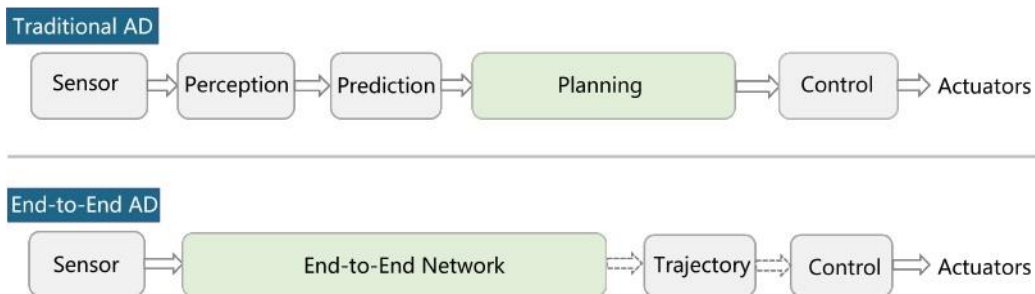 Traditional AD
Sensor Perception Prediction Planning Control Actuators
End-to-End AD
Sensor End-to-End Network Trajectory Control Actuators